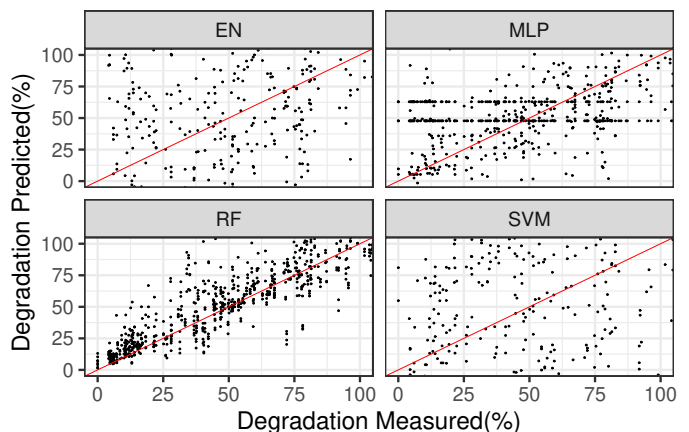 EN
MLP
100
75
50
25
0
RF
SVM
100
75
50
25
0
0 25 50 75 100 0 25 50 75 100
Degradation Measured(%)
Degradation Predicted(%)